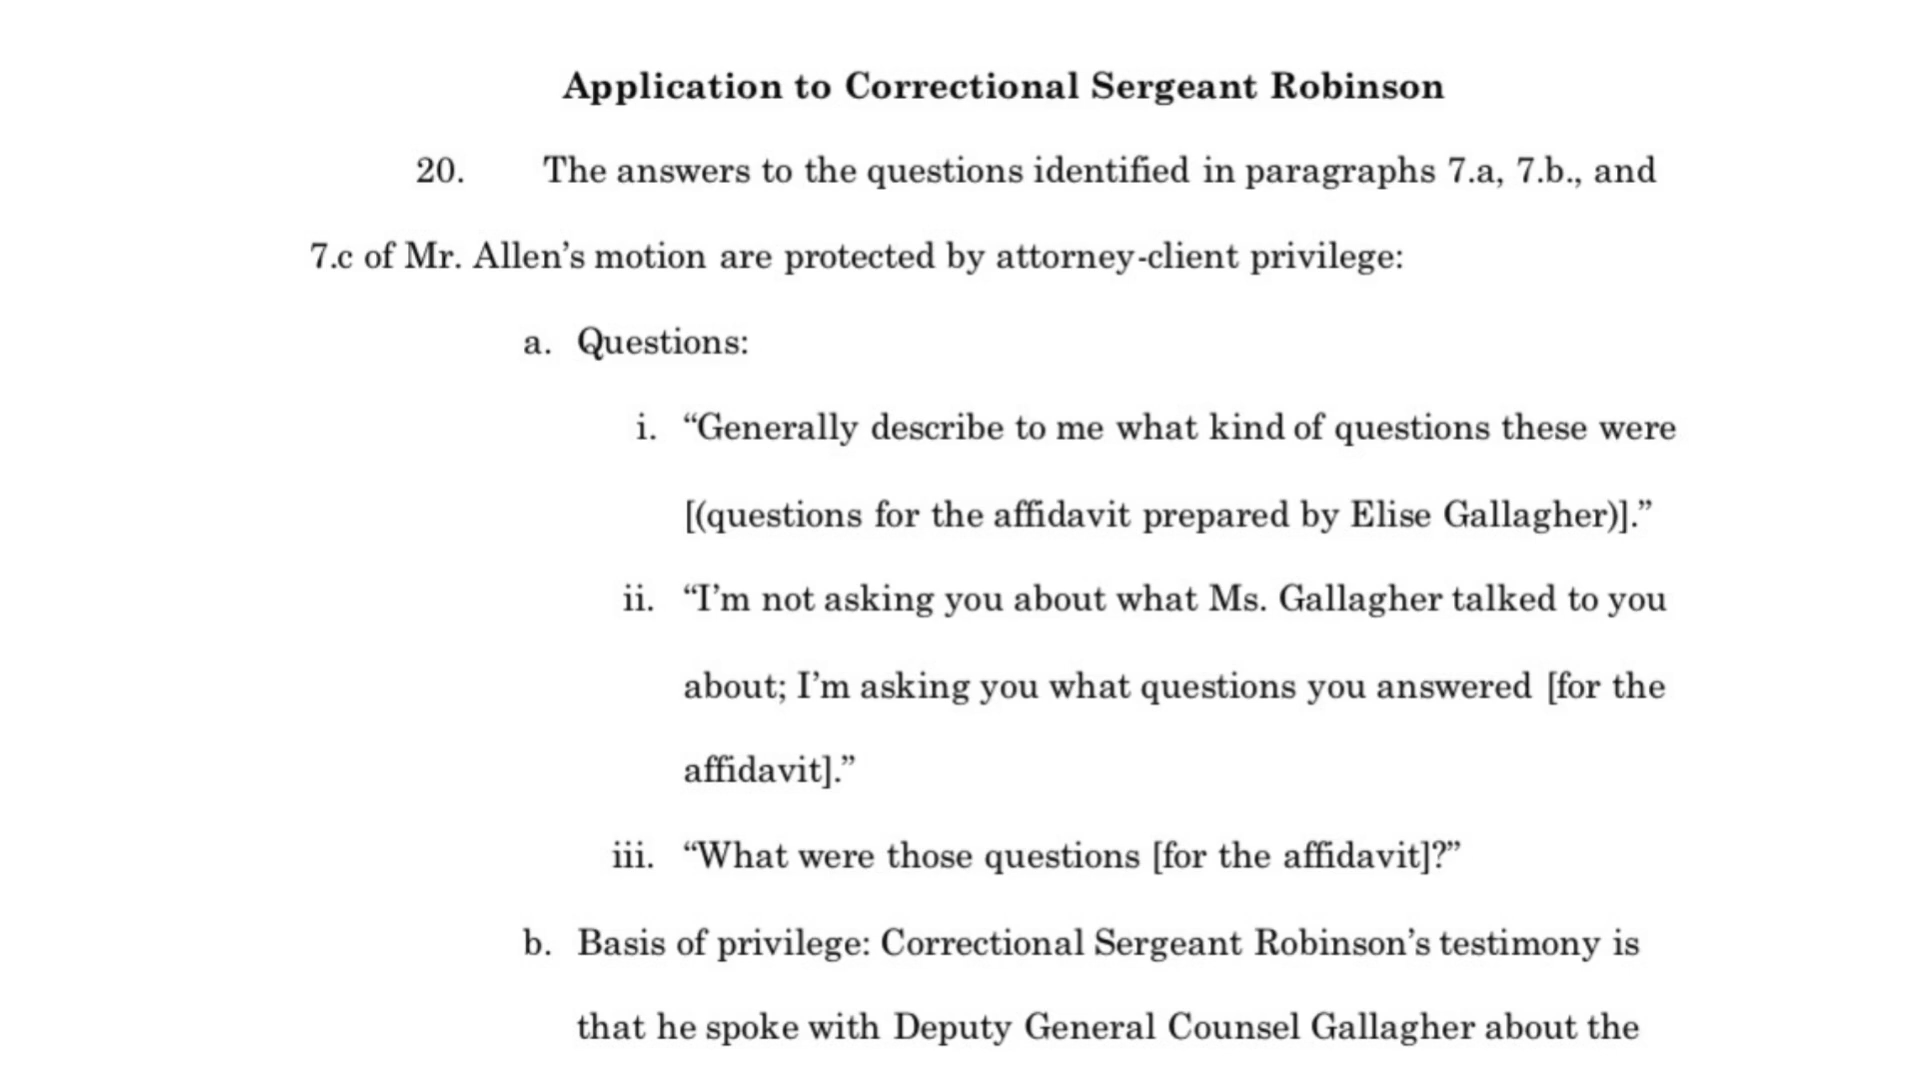 Application to Correctional Sergeant Robinson
20. The answers to the questions identified in paragraphs 7.a, 7.b., and
7.c of Mr. Allen’s motion are protected by attorney-client privilege:
a. Questions:
i. “Generally describe to me what kind of questions these were
[(questions for the affidavit prepared by Elise Gallagher)].”
ii. “I’m not asking you about what Ms. Gallagher talked to you
about; I’m asking you what questions you answered [for the
affidavit].”
iii. “What were those questions [for the affidavit]?”
b. Basis of privilege: Correctional Sergeant Robinson’s testimony is
that he spoke with Deputy General Counsel Gallagher about the